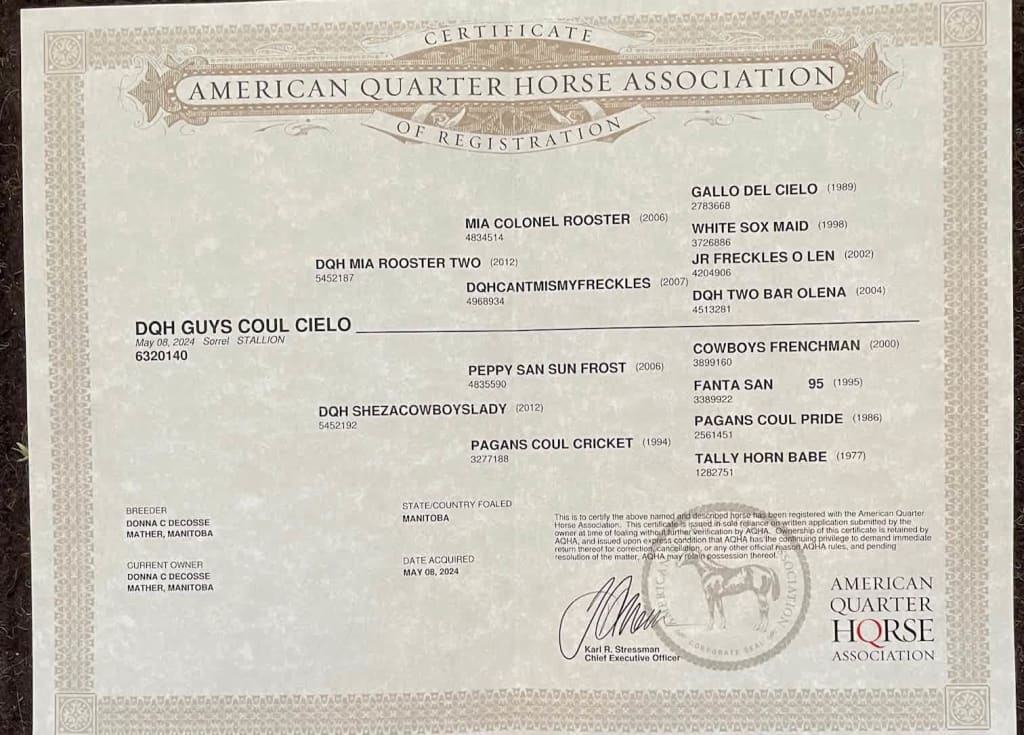 CERTIFICATE
AMERICAN QUARTER HORSE ASSOCIATION
OF REGISTRATION
GALLO DEL CIELO (1989)
2783668
MIA COLONEL ROOSTER (2006)
4834514
WHITE SOX MAID (1998)
3726886
DQH MIA ROOSTER TWO (2012)
5452187
JR FRECKLES O LEN (2002)
4204906
DQHCANTMISMYFRECKLES (2007)
4968934
DQH TWO BAR OLENA (2004)
4513281
DQH GUYS COUL CIELO
May 08, 2024 Sorrel STALLION
6320140
COWBOYS FRENCHMAN (2000)
3899160
PEPPY SAN SUN FROST (2006)
4835590
FANTA SAN 95 (1995)
3389922
DQH SHEZACOWBOYSLADY (2012)
5452192
PAGANS COUL PRIDE (1986)
2561451
PAGANS COUL CRICKET (1994)
3277188
TALLY HORN BABE (1977)
1282751
BREEDER
DONNA C DECOSSE
MATHER, MANITOBA
STATE/COUNTRY FOALED
MANITOBA
CURRENT OWNER
DONNA C DECOSSE
MATHER, MANITOBA
DATE ACQUIRED
MAY 08, 2024
This is to certify the above named and described horse has been registered with the American Quarter
Horse Association. This certificate is issued in sole reliance on written application submitted by the
owner at time of foaling without further verification by AQHA. Ownership of this certificate is retained by
AQHA, and issued upon express condition that AQHA has the continuing privilege to demand immediate
return thereof for correction, cancellation, or any other official reason AQHA rules, and pending
resolution of the matter, AQHA may retain possession thereof.
Karl R. Stressman
Chief Executive Officer
CORPORATE SEAL
AMERICAN
QUARTER
HORSE
ASSOCIATION